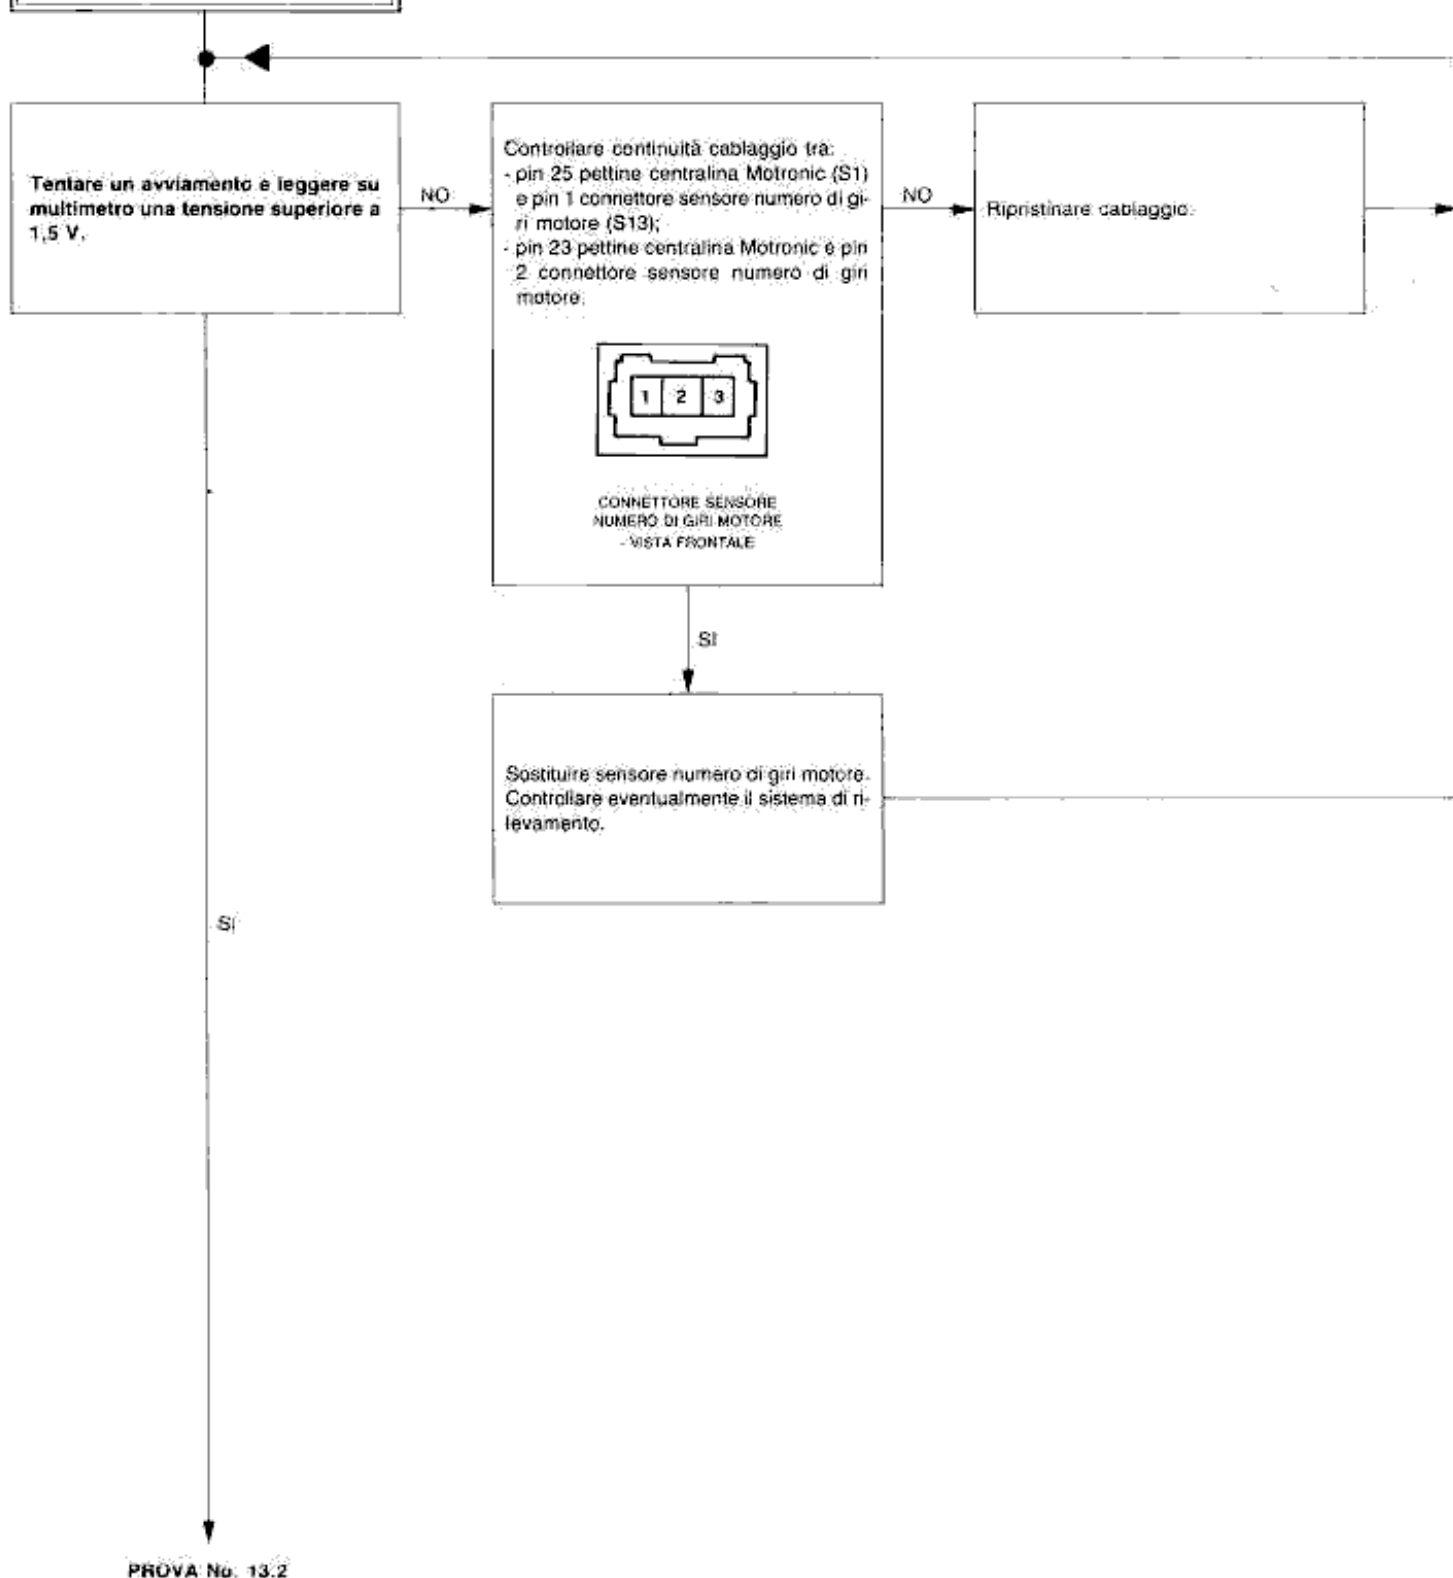 Tentare un avviamento e leggere su
multimetro una tensione superiore a
1,5 V.
NO
Controllare continuità cablaggio tra:
- pin 25 pettine centralina Motronic (S1)
e pin 1 connettore sensore numero di gi-
ri motore (S13);
- pin 23 pettine centralina Motronic e pin
2 connettore sensore numero di giri
motore.
1 2 3
CONNETTORE SENSORE
NUMERO DI GIRI MOTORE
- VISTA FRONTALE
NO
Ripristinare cablaggio.
SI
Sostituire sensore numero di giri motore.
Controllare eventualmente il sistema di ri-
levamento.
SI
PROVA No. 13.2